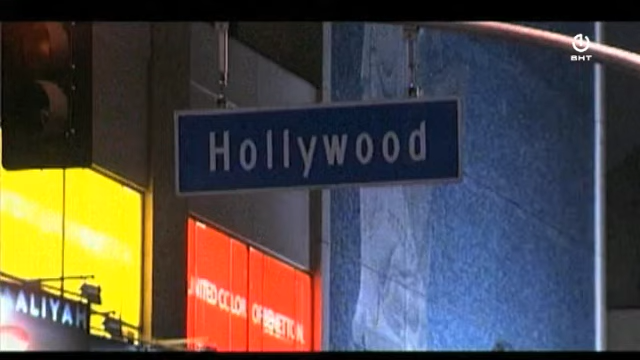 BHT
Hollywood
UNITED COLORS OF BENETTON.
AALIYAH